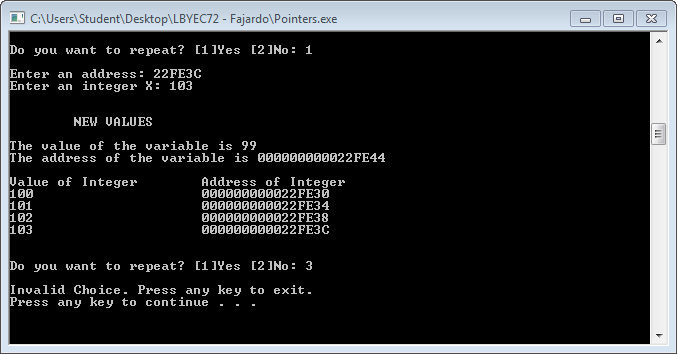 C:\Users\Student\Desktop\LBYEC72 - Fajardo\Pointers.exe
Do you want to repeat? [1]Yes [2]No: 1
Enter an address: 22FE3C
Enter an integer X: 103
NEW VALUES
The value of the variable is 99
The address of the variable is 000000000022FE44
Value of Integer        Address of Integer
100                     000000000022FE30
101                     000000000022FE34
102                     000000000022FE38
103                     000000000022FE3C
Do you want to repeat? [1]Yes [2]No: 3
Invalid Choice. Press any key to exit.
Press any key to continue . . .